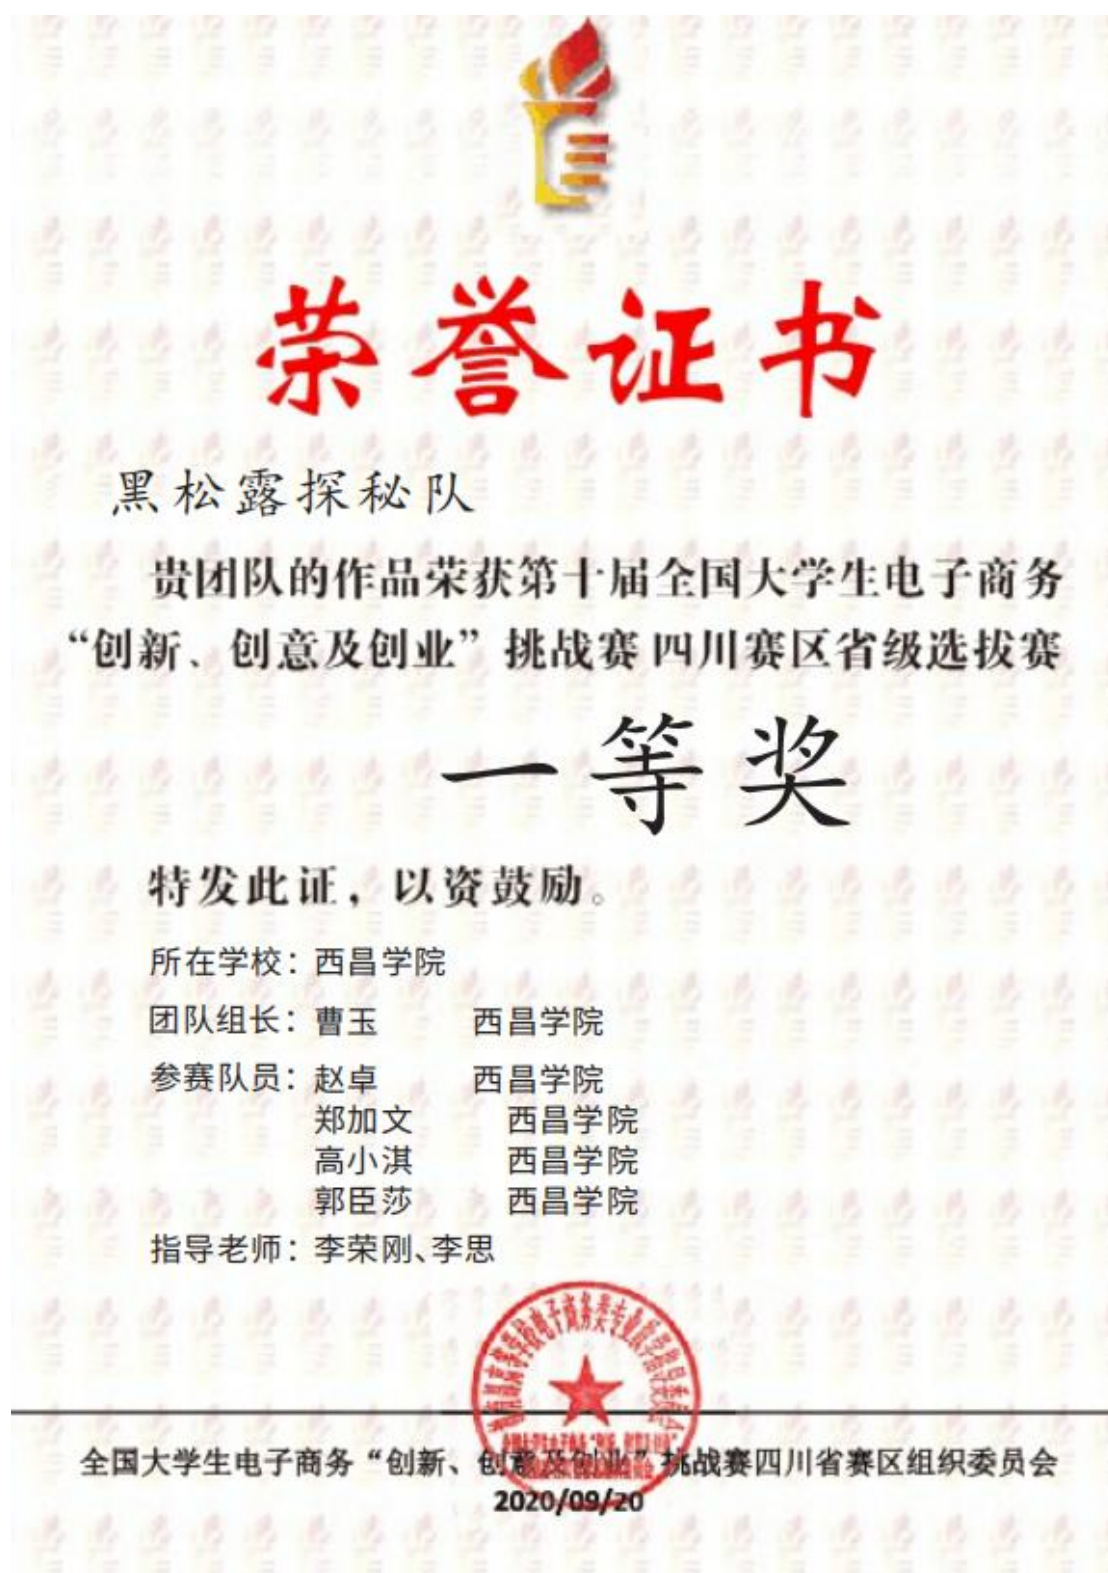 荣誉证书
黑松露探秘队
贵团队的作品荣获第十届全国大学生电子商务
“创新、创意及创业”挑战赛 四川赛区省级选拔赛
一等奖
特发此证，以资鼓励。
所在学校：西昌学院
团队组长：曹玉 西昌学院
参赛队员：赵卓 西昌学院
郑加文 西昌学院
高小淇 西昌学院
郭臣莎 西昌学院
指导老师：李荣刚、李思
全国大学生电子商务“创新、创意及创业”挑战赛四川省赛区组织委员会
2020/09/20